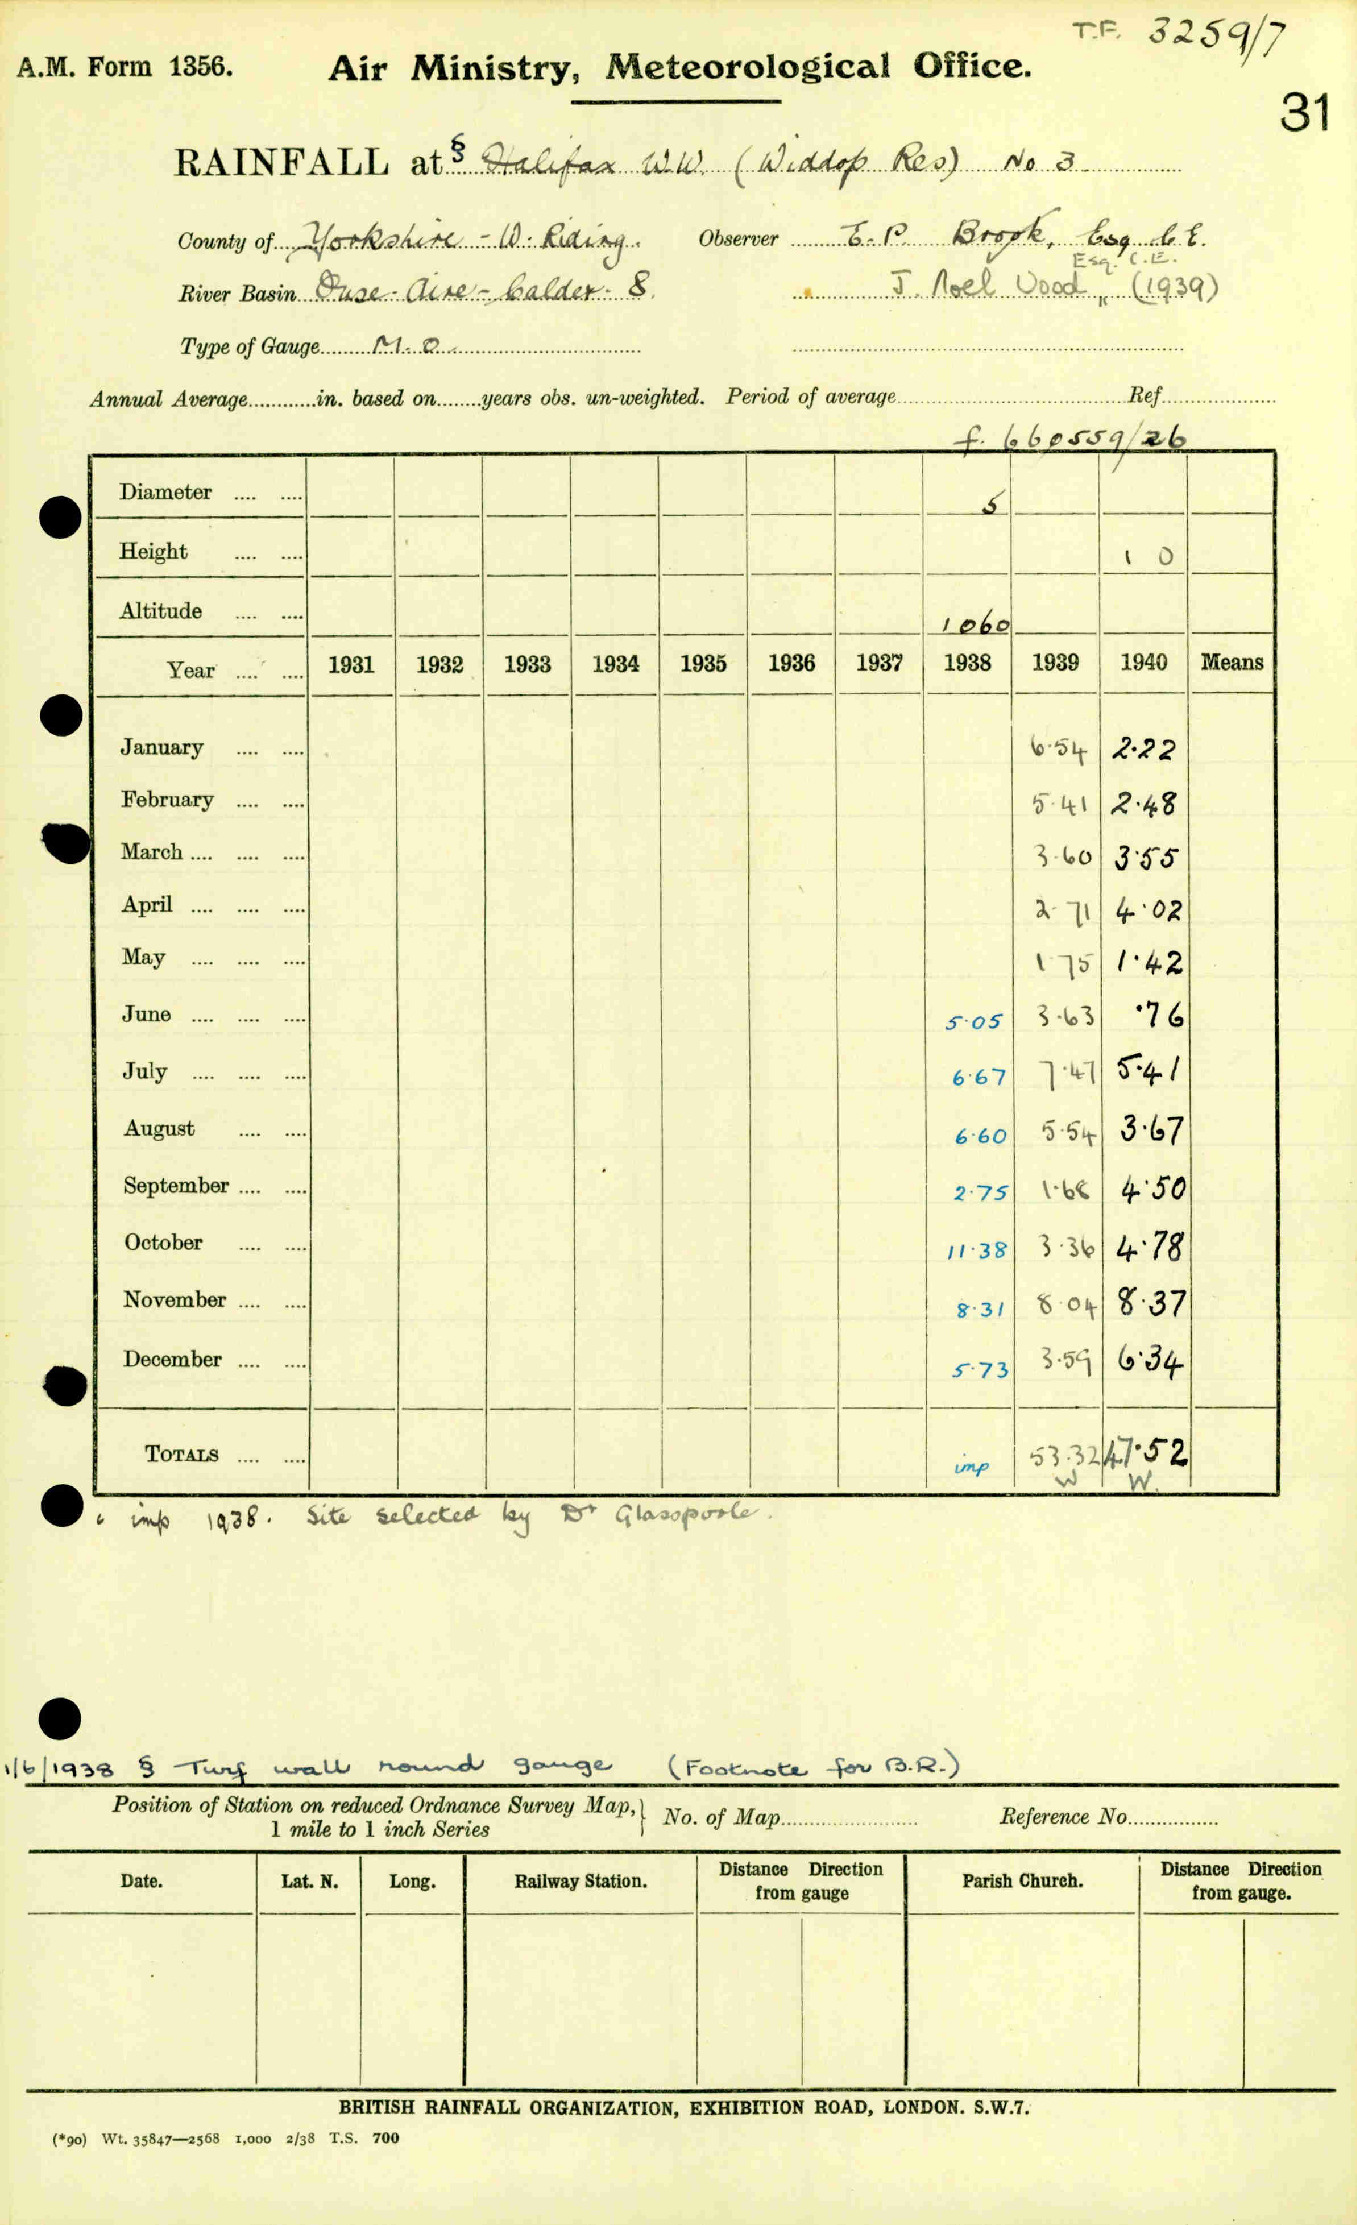 T.F. 3259/7
A.M. Form 1356. Air Ministry, Meteorological Office.
31
RAINFALL at § Halifax W.W. (Widdop Res) No 3
County of Yorkshire - W. Riding. Observer E. P. Brook, Esq C.E.
Esq. C.E.
River Basin Ouse - Aire - Calder - 8. J. Noel Wood " (1939)
Type of Gauge M. O.
Annual Average............in. based on........years obs. un-weighted. Period of average........ Ref........
f. 660559/26
Diameter .... .... 5
Height .... .... 1 0
Altitude .... .... 1060
Year .... .... 1931 1932 1933 1934 1935 1936 1937 1938 1939 1940 Means
January .... .... 6·54 2·22
February .... .... 5·41 2·48
March .... .... .... 3·60 3·55
April .... .... .... 2·71 4·02
May .... .... .... 1·75 1·42
June .... .... .... 5·05 3·63 ·76
July .... .... .... 6·67 7·47 5·41
August .... .... 6·60 5·54 3·67
September .... .... 2·75 1·68 4·50
October .... .... 11·38 3·36 4·78
November .... .... 8·31 8·04 8·37
December .... .... 5·73 3·59 6·34
TOTALS .... .... imp 53·32 47·52
W W.
imp 1938. Site selected by Dr Glasspoole.
1/6/1938 § Turf wall round gauge (Footnote for B.R.)
Position of Station on reduced Ordnance Survey Map, } No. of Map........ Reference No........
1 mile to 1 inch Series
Date. Lat. N. Long. Railway Station. Distance Direction from gauge Parish Church. Distance Direction from gauge.
BRITISH RAINFALL ORGANIZATION, EXHIBITION ROAD, LONDON. S.W.7.
(*90) Wt. 35847—2568 1,000 2/38 T.S. 700